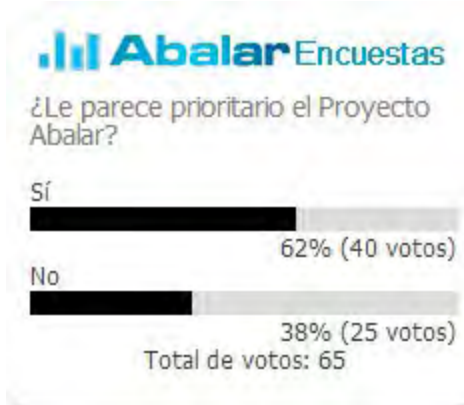 Abalar Encuestas
¿Le parece prioritario el Proyecto
Abalar?
Sí
62% (40 votos)
No
38% (25 votos)
Total de votos: 65